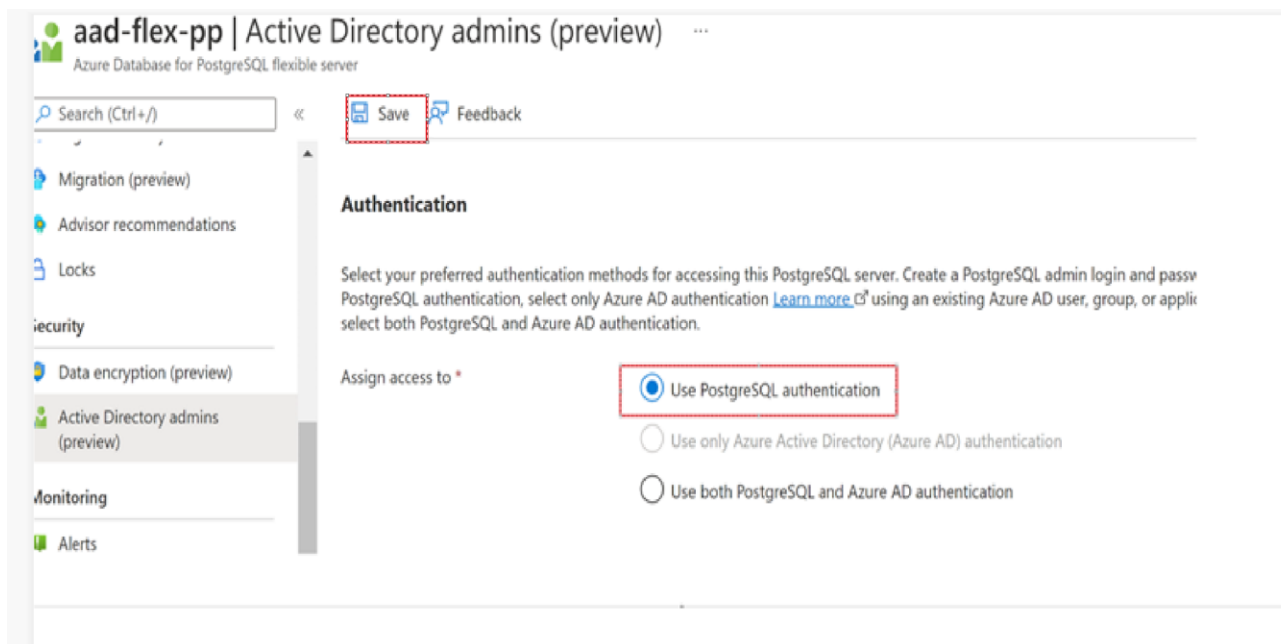 aad-flex-pp | Active Directory admins (preview) ...
Azure Database for PostgreSQL flexible server
Search (Ctrl+/)
«
Save
Feedback
Migration (preview)
Advisor recommendations
Locks
Security
Data encryption (preview)
Active Directory admins
(preview)
Monitoring
Alerts
Authentication
Select your preferred authentication methods for accessing this PostgreSQL server. Create a PostgreSQL admin login and
PostgreSQL authentication, select only Azure AD authentication Learn more using an existing Azure AD user, group, or
select both PostgreSQL and Azure AD authentication.
Assign access to *
Use PostgreSQL authentication
Use only Azure Active Directory (Azure AD) authentication
Use both PostgreSQL and Azure AD authentication